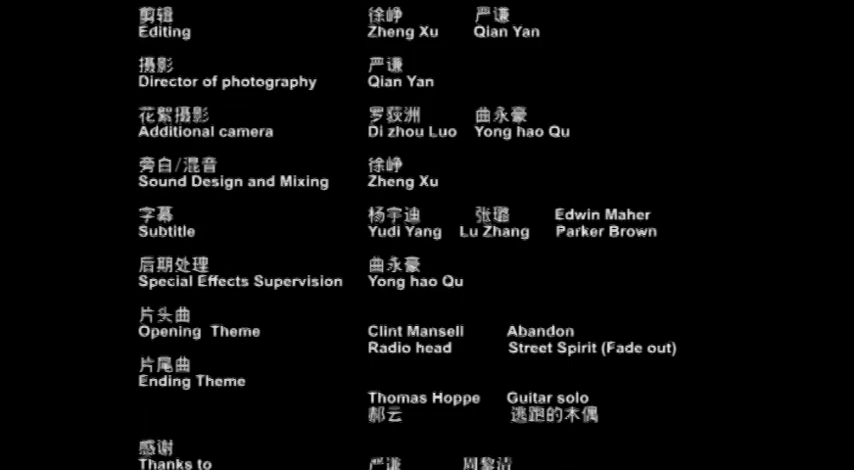 剪辑 徐峥 严谦
Editing Zheng Xu Qian Yan
摄影 严谦
Director of photography Qian Yan
花絮摄影 罗荻洲 曲永豪
Additional camera Di zhou Luo Yong hao Qu
旁白/混音 徐峥
Sound Design and Mixing Zheng Xu
字幕 杨宇迪 张璐 Edwin Maher
Subtitle Yudi Yang Lu Zhang Parker Brown
后期处理 曲永豪
Special Effects Supervision Yong hao Qu
片头曲
Opening Theme Clint Mansell Abandon
Radio head Street Spirit (Fade out)
片尾曲
Ending Theme
Thomas Hoppe Guitar solo
郝云 逃跑的木偶
感谢
Thanks to 严谦 周黎清